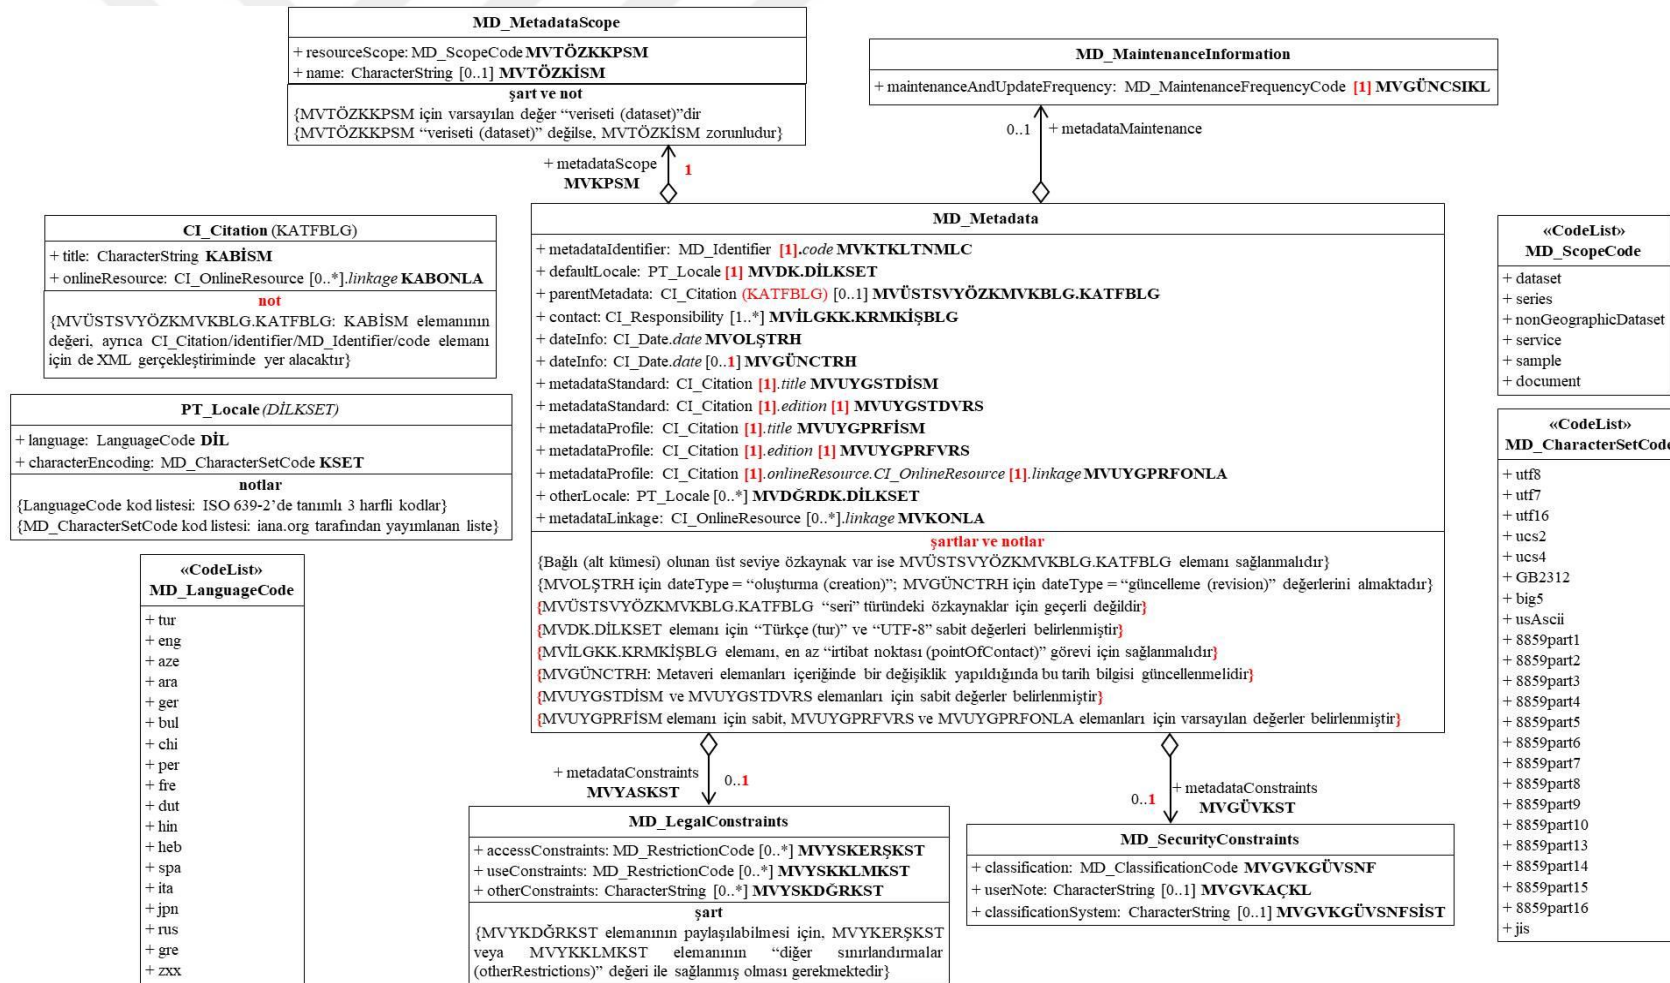 MD_MetadataScope
+ resourceScope: MD_ScopeCode MVTÖZKKPSM
+ name: CharacterString [0..1] MVTÖZKİSM
şart ve not
{MVTÖZKKPSM için varsayılan değer “veriseti (dataset)”dir
{MVTÖZKKPSM “veriseti (dataset)” değilse, MVTÖZKİSM zorunludur}
+ metadataScope
MVKPSM
1
MD_MaintenanceInformation
+ maintenanceAndUpdateFrequency: MD_MaintenanceFrequencyCode [1] MVGÜNCSIKL
0..1
+ metadataMaintenance
CI_Citation (KATFBLG)
+ title: CharacterString KABİSM
+ onlineResource: CI_OnlineResource [0..*].linkage KABONLA
not
{MVÜSTSVYÖZKMVKBLG.KATFBLG: KABİSM elemanının
değeri, ayrıca CI_Citation/identifier/MD_Identifier/code elemanı
için de XML gerçekleştiriminde yer alacaktır}
PT_Locale (DİLKSET)
+ language: LanguageCode DİL
+ characterEncoding: MD_CharacterSetCode KSET
notlar
{LanguageCode kod listesi: ISO 639-2’de tanımlı 3 harfli kodlar}
{MD_CharacterSetCode kod listesi: iana.org tarafından yayımlanan liste}
«CodeList»
MD_LanguageCode
+ tur
+ eng
+ aze
+ ara
+ ger
+ bul
+ chi
+ per
+ fre
+ dut
+ hin
+ heb
+ spa
+ ita
+ jpn
+ rus
+ gre
+ zxx
MD_Metadata
+ metadataIdentifier: MD_Identifier [1].code MVKTKLTNMLC
+ defaultLocale: PT_Locale [1] MVDK.DİLKSET
+ parentMetadata: CI_Citation (KATFBLG) [0..1] MVÜSTSVYÖZKMVKBLG.KATFBLG
+ contact: CI_Responsibility [1..*] MVİLGKK.KRMKİŞBLG
+ dateInfo: CI_Date.date MVOLŞTRH
+ dateInfo: CI_Date.date [0..1] MVGÜNCTRH
+ metadataStandard: CI_Citation [1].title MVUYGSTDİSM
+ metadataStandard: CI_Citation [1].edition [1] MVUYGSTDVRS
+ metadataProfile: CI_Citation [1].title MVUYGPRFİSM
+ metadataProfile: CI_Citation [1].edition [1] MVUYGPRFVRS
+ metadataProfile: CI_Citation [1].onlineResource.CI_OnlineResource [1].linkage MVUYGPRFONLA
+ otherLocale: PT_Locale [0..*] MVDĞRDK.DİLKSET
+ metadataLinkage: CI_OnlineResource [0..*].linkage MVKONLA
şartlar ve notlar
{Bağlı (alt kümesi) olunan üst seviye özkaynak var ise MVÜSTSVYÖZKMVKBLG.KATFBLG elemanı sağlanmalıdır}
{MVOLŞTRH için dateType = “oluşturma (creation)”; MVGÜNCTRH için dateType = “güncelleme (revision)” değerlerini almaktadır}
{MVÜSTSVYÖZKMVKBLG.KATFBLG “seri” türündeki özkaynaklar için geçerli değildir}
{MVDK.DİLKSET elemanı için “Türkçe (tur)” ve “UTF-8” sabit değerleri belirlenmiştir}
{MVİLGKK.KRMKİŞBLG elemanı, en az “irtibat noktası (pointOfContact)” görevi için sağlanmalıdır}
{MVGÜNCTRH: Metaveri elemanları içeriğinde bir değişiklik yapıldığında bu tarih bilgisi güncellenmelidir}
{MVUYGSTDİSM ve MVUYGSTDVRS elemanları için sabit değerler belirlenmiştir}
{MVUYGPRFİSM elemanı için sabit, MVUYGPRFVRS ve MVUYGPRFONLA elemanları için varsayılan değerler belirlenmiştir}
+ metadataConstraints
MVYASKST
0..1
MD_LegalConstraints
+ accessConstraints: MD_RestrictionCode [0..*] MVYSKERŞKST
+ useConstraints: MD_RestrictionCode [0..*] MVYSKKLMKST
+ otherConstraints: CharacterString [0..*] MVYSKDĞRKST
şart
{MVYKDĞRKST elemanının paylaşılabilmesi için, MVYKERŞKST
veya MVYKKLMKST elemanının “diğer sınırlandırmalar
(otherRestrictions)” değeri ile sağlanmış olması gerekmektedir}
0..1
+ metadataConstraints
MVGÜVKST
MD_SecurityConstraints
+ classification: MD_ClassificationCode MVGVKGÜVSNF
+ userNote: CharacterString [0..1] MVGVKAÇKL
+ classificationSystem: CharacterString [0..1] MVGVKGÜVSNFSİST
«CodeList»
MD_ScopeCode
+ dataset
+ series
+ nonGeographicDataset
+ service
+ sample
+ document
«CodeList»
MD_CharacterSetCode
+ utf8
+ utf7
+ utf16
+ ucs2
+ ucs4
+ GB2312
+ big5
+ usAscii
+ 8859part1
+ 8859part2
+ 8859part3
+ 8859part4
+ 8859part5
+ 8859part6
+ 8859part7
+ 8859part8
+ 8859part9
+ 8859part10
+ 8859part13
+ 8859part14
+ 8859part15
+ 8859part16
+ jis